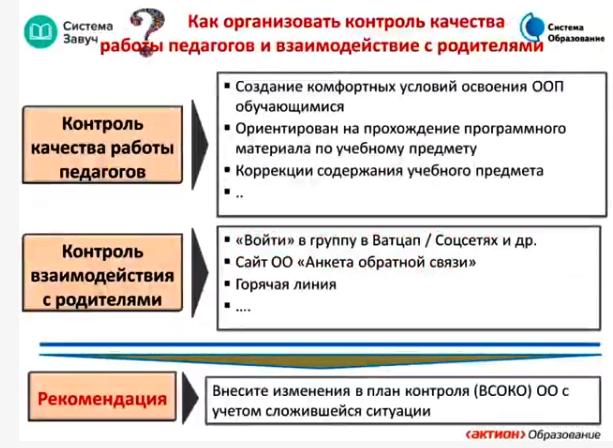 Система
Завуч
?
Как организовать контроль качества
работы педагогов и взаимодействие с родителями
Система
Образование
Контроль
качества работы
педагогов
▪ Создание комфортных условий освоения ООП
обучающимися
▪ Ориентирован на прохождение программного
материала по учебному предмету
▪ Коррекции содержания учебного предмета
▪ ..
Контроль
взаимодействия
с родителями
▪ «Войти» в группу в Ватцап / Соцсетях и др.
▪ Сайт ОО «Анкета обратной связи»
▪ Горячая линия
▪ ....
Рекомендация
Внесите изменения в план контроля (ВСОКО) ОО с
учетом сложившейся ситуации
‹актион› Образование